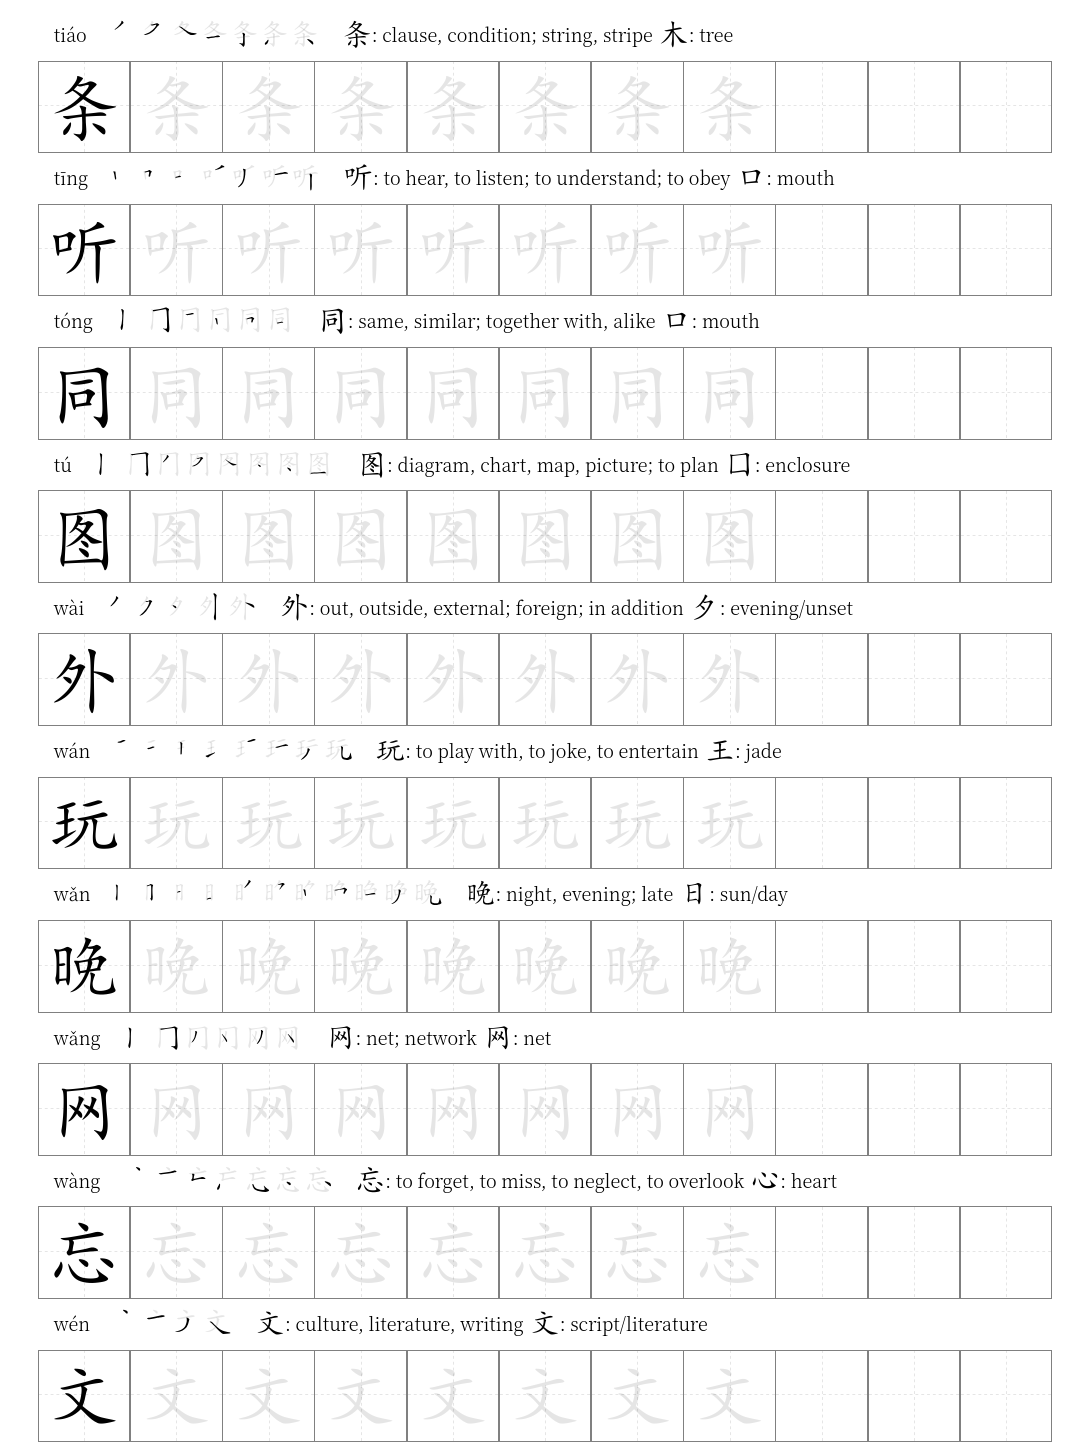 tiáo 条: clause, condition; string, stripe 木: tree
条 条 条 条 条 条 条 条
tīng 听: to hear, to listen; to understand; to obey 口: mouth
听 听 听 听 听 听 听 听
tóng 同: same, similar; together with, alike 口: mouth
同 同 同 同 同 同 同 同
tú 图: diagram, chart, map, picture; to plan 囗: enclosure
图 图 图 图 图 图 图 图
wài 外: out, outside, external; foreign; in addition 夕: evening/unset
外 外 外 外 外 外 外 外
wán 玩: to play with, to joke, to entertain 王: jade
玩 玩 玩 玩 玩 玩 玩 玩
wǎn 晚: night, evening; late 日: sun/day
晚 晚 晚 晚 晚 晚 晚 晚
wǎng 网: net; network 网: net
网 网 网 网 网 网 网 网
wàng 忘: to forget, to miss, to neglect, to overlook 心: heart
忘 忘 忘 忘 忘 忘 忘 忘
wén 文: culture, literature, writing 文: script/literature
文 文 文 文 文 文 文 文